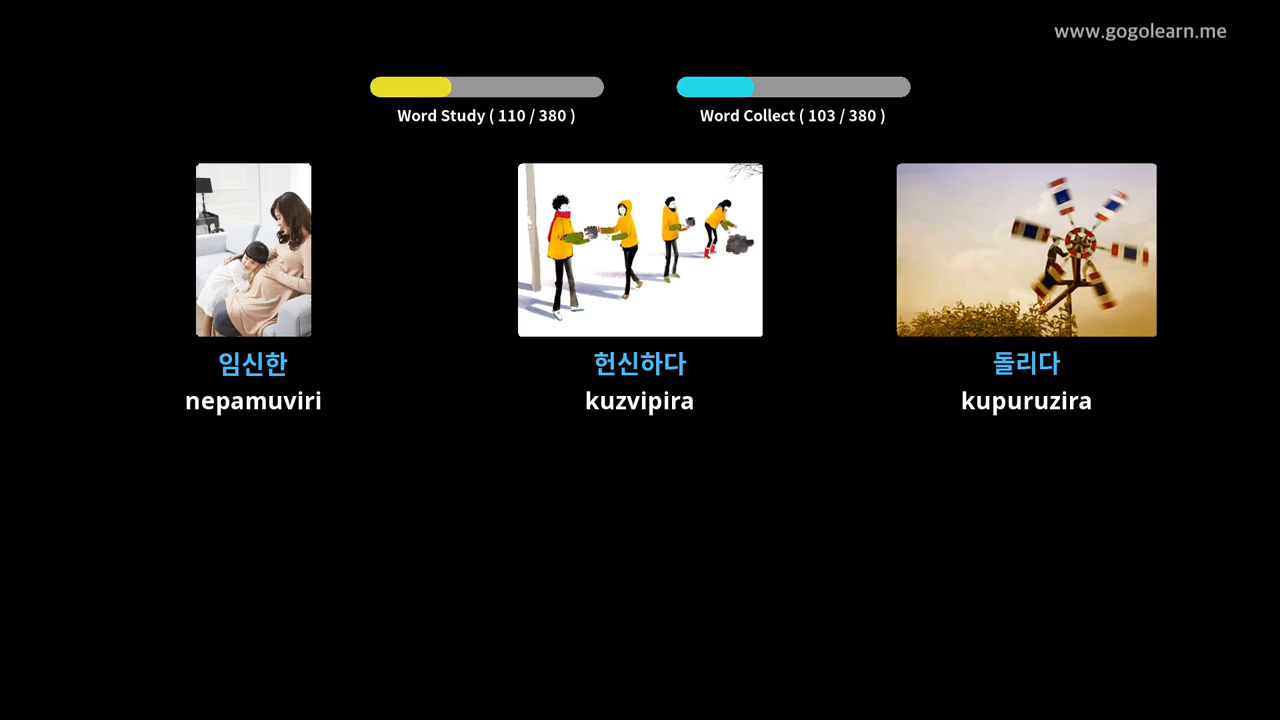 www.gogolearn.me
Word Study ( 110 / 380 )
Word Collect ( 103 / 380 )
임신한
헌신하다
돌리다
nepamuviri
kuzvipira
kupuruzira